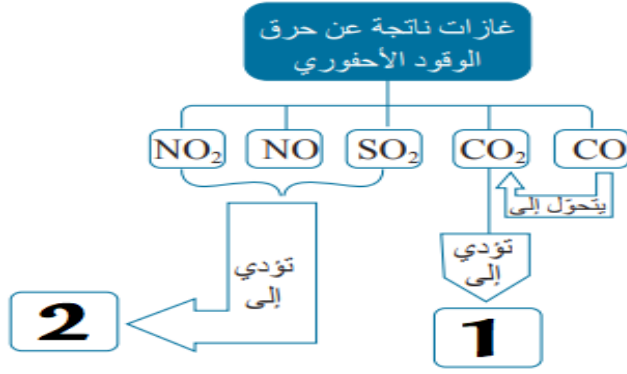 غازات ناتجة عن حرق
الوقود الأحفوري
CO
CO₂
SO₂
NO
NO₂
يتحوّل إلى
تؤدي
إلى
1
تؤدي
إلى
2